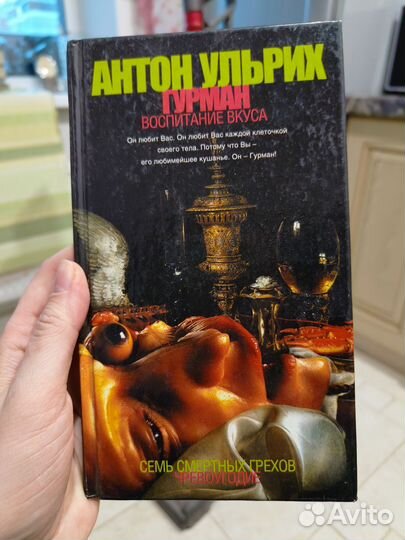 АНТОН УЛЬРИХ
ГУРМАН
ВОСПИТАНИЕ ВКУСА
Он любит Вас. Он любит Вас каждой клеточкой
своего тела. Потому что Вы –
его любимейшее кушанье. Он – Гурман!
СЕМЬ СМЕРТНЫХ ГРЕХОВ
ЧРЕВОУГОДИЕ
Avito